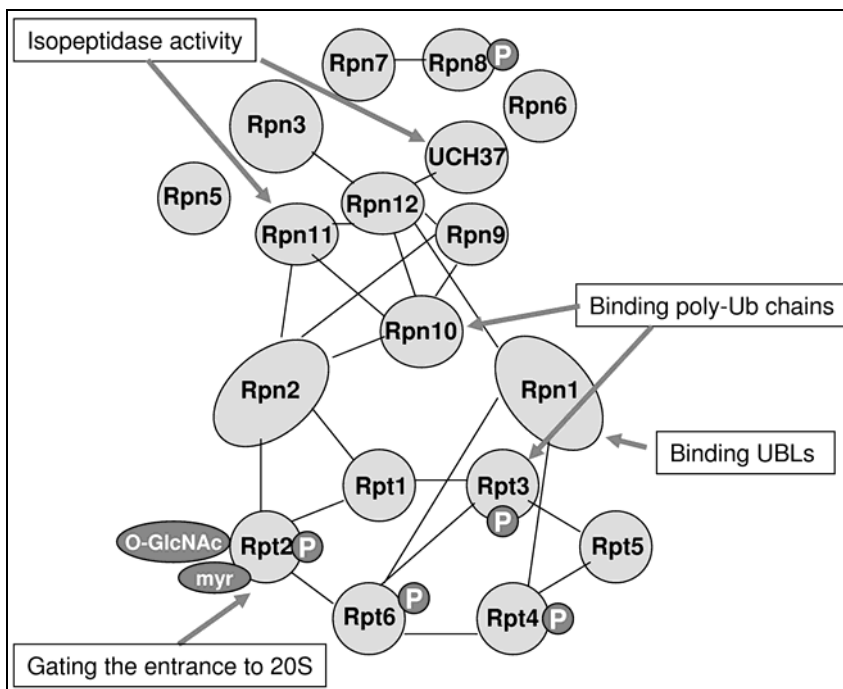 Isopeptidase activity
Rpn7
Rpn8
P
Rpn6
Rpn3
UCH37
Rpn5
Rpn12
Rpn11
Rpn9
Binding poly-Ub chains
Rpn10
Rpn2
Rpn1
Binding UBLs
Rpt1
Rpt3
P
O-GlcNAc
Rpt2
P
myr
Rpt5
Rpt6
P
Rpt4
P
Gating the entrance to 20S